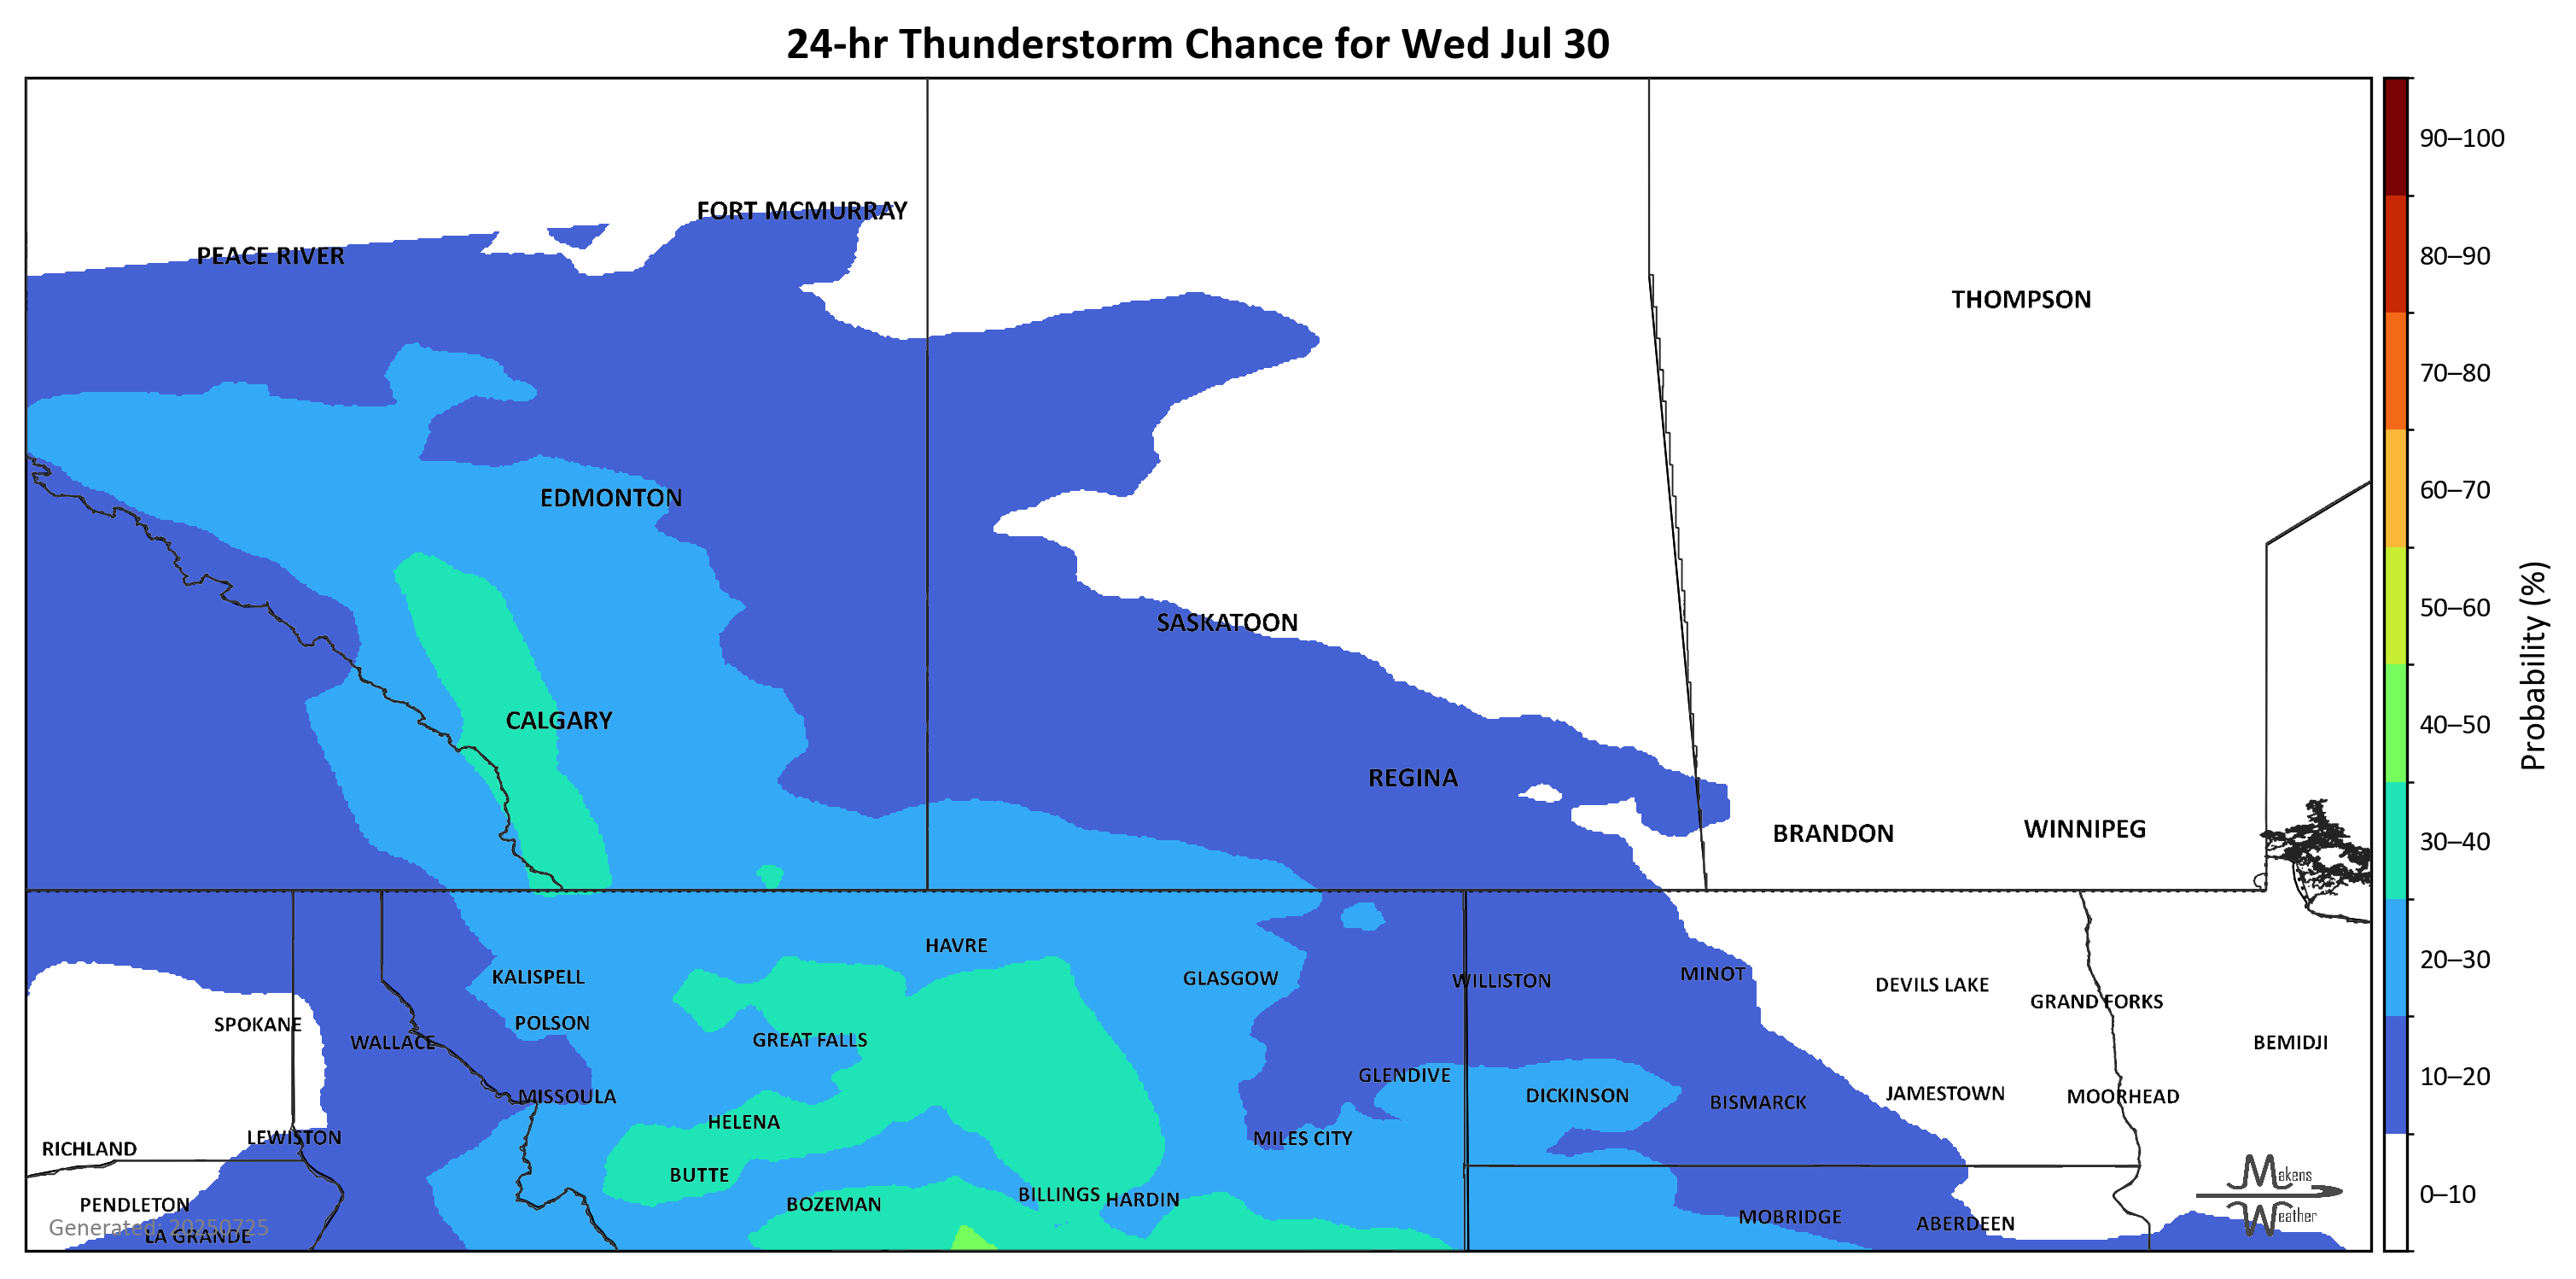 24-hr Thunderstorm Chance for Wed Jul 30
90–100
FORT MCMURRAY
PEACE RIVER
80–90
THOMPSON
70–80
60–70
EDMONTON
50–60
SASKATOON
Probability (%)
CALGARY
40–50
REGINA
WINNIPEG
BRANDON
30–40
HAVRE
20–30
KALISPELL
GLASGOW
WILLISTON
MINOT
DEVILS LAKE
GRAND FORKS
SPOKANE
POLSON
WALLACE
GREAT FALLS
BEMIDJI
GLENDIVE
10–20
MISSOULA
DICKINSON
BISMARCK
JAMESTOWN
MOORHEAD
HELENA
LEWISTON
MILES CITY
RICHLAND
BUTTE
Makens
BILLINGS
HARDIN
0–10
PENDLETON
BOZEMAN
MOBRIDGE
ABERDEEN
Weather
Generated: 20250725
LA GRANDE